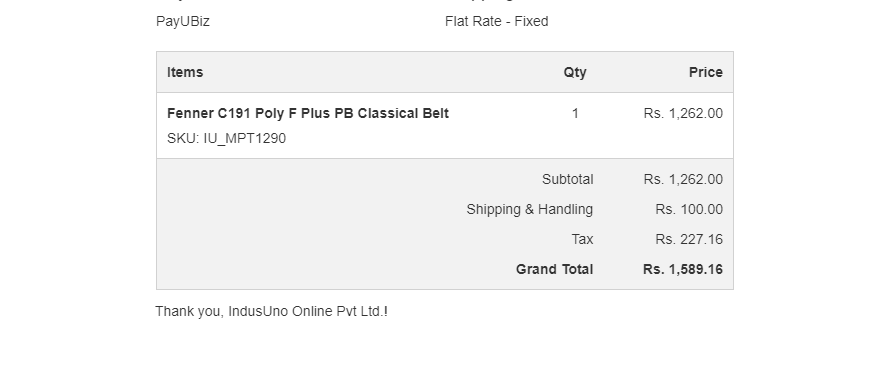 PayUBiz Flat Rate - Fixed
Items Qty Price
Fenner C191 Poly F Plus PB Classical Belt 1 Rs. 1,262.00
SKU: IU_MPT1290
Subtotal Rs. 1,262.00
Shipping & Handling Rs. 100.00
Tax Rs. 227.16
Grand Total Rs. 1,589.16
Thank you, IndusUno Online Pvt Ltd.!